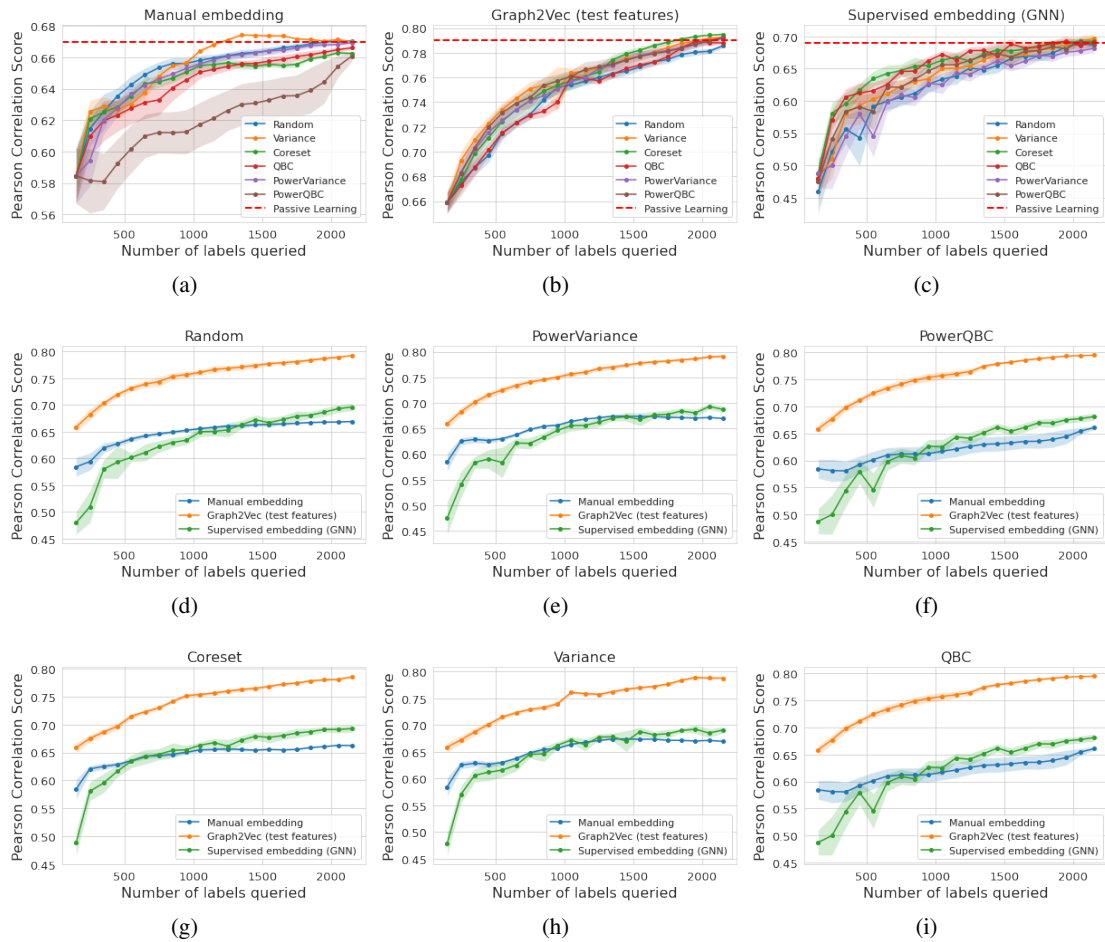 Manual embedding
Pearson Correlation Score
0.68
0.66
0.64
0.62
0.60
0.58
0.56
Random
Variance
Coreset
QBC
PowerVariance
PowerQBC
Passive Learning
500
1000
1500
2000
Number of labels queried
(a)
Graph2Vec (test features)
Pearson Correlation Score
0.80
0.78
0.76
0.74
0.72
0.70
0.68
0.66
Random
Variance
Coreset
QBC
PowerVariance
PowerQBC
Passive Learning
500
1000
1500
2000
Number of labels queried
(b)
Supervised embedding (GNN)
Pearson Correlation Score
0.70
0.65
0.60
0.55
0.50
0.45
Random
Variance
Coreset
QBC
PowerVariance
PowerQBC
Passive Learning
500
1000
1500
2000
Number of labels queried
(c)
Random
Pearson Correlation Score
0.80
0.75
0.70
0.65
0.60
0.55
0.50
0.45
Manual embedding
Graph2Vec (test features)
Supervised embedding (GNN)
500
1000
1500
2000
Number of labels queried
(d)
PowerVariance
Pearson Correlation Score
0.80
0.75
0.70
0.65
0.60
0.55
0.50
0.45
Manual embedding
Graph2Vec (test features)
Supervised embedding (GNN)
500
1000
1500
2000
Number of labels queried
(e)
PowerQBC
Pearson Correlation Score
0.80
0.75
0.70
0.65
0.60
0.55
0.50
0.45
Manual embedding
Graph2Vec (test features)
Supervised embedding (GNN)
500
1000
1500
2000
Number of labels queried
(f)
Coreset
Pearson Correlation Score
0.80
0.75
0.70
0.65
0.60
0.55
0.50
0.45
Manual embedding
Graph2Vec (test features)
Supervised embedding (GNN)
500
1000
1500
2000
Number of labels queried
(g)
Variance
Pearson Correlation Score
0.80
0.75
0.70
0.65
0.60
0.55
0.50
0.45
Manual embedding
Graph2Vec (test features)
Supervised embedding (GNN)
500
1000
1500
2000
Number of labels queried
(h)
QBC
Pearson Correlation Score
0.80
0.75
0.70
0.65
0.60
0.55
0.50
0.45
Manual embedding
Graph2Vec (test features)
Supervised embedding (GNN)
500
1000
1500
2000
Number of labels queried
(i)